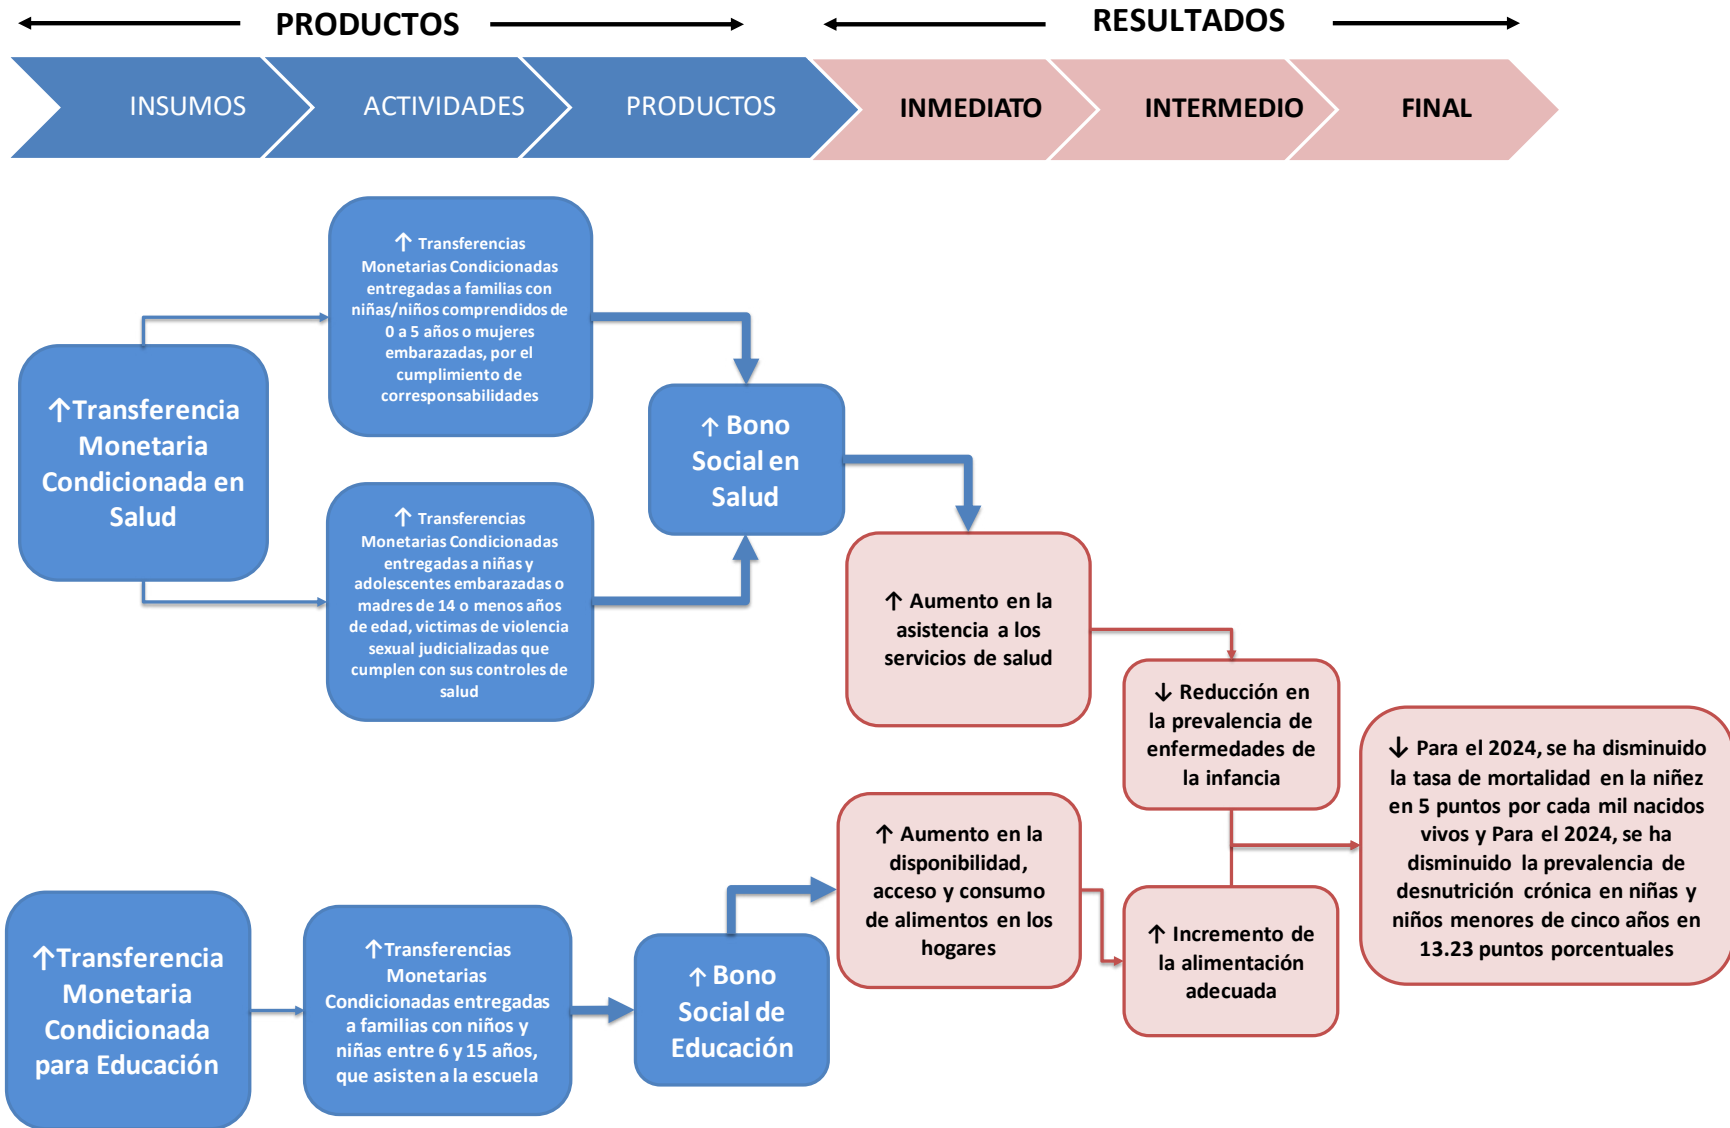 PRODUCTOS
RESULTADOS
INSUMOS
ACTIVIDADES
PRODUCTOS
INMEDIATO
INTERMEDIO
FINAL
↑Transferencia
Monetaria
Condicionada en
Salud
↑ Transferencias
Monetarias Condicionadas
entregadas a familias con
niñas/niños comprendidos de
0 a 5 años o mujeres
embarazadas, por el
cumplimiento de
corresponsabilidades
↑ Transferencias
Monetarias Condicionadas
entregadas a niñas y
adolescentes embarazadas o
madres de 14 o menos años
de edad, victimas de violencia
sexual judicializadas que
cumplen con sus controles de
salud
↑ Bono
Social en
Salud
↑ Aumento en la
asistencia a los
servicios de salud
↓ Reducción en
la prevalencia de
enfermedades de
la infancia
↓ Para el 2024, se ha disminuido
la tasa de mortalidad en la niñez
en 5 puntos por cada mil nacidos
vivos y Para el 2024, se ha
disminuido la prevalencia de
desnutrición crónica en niñas y
niños menores de cinco años en
13.23 puntos porcentuales
↑Transferencia
Monetaria
Condicionada
para Educación
↑Transferencias
Monetarias
Condicionadas entregadas
a familias con niños y
niñas entre 6 y 15 años,
que asisten a la escuela
↑ Bono
Social de
Educación
↑ Aumento en la
disponibilidad,
acceso y consumo
de alimentos en los
hogares
↑ Incremento de
la alimentación
adecuada